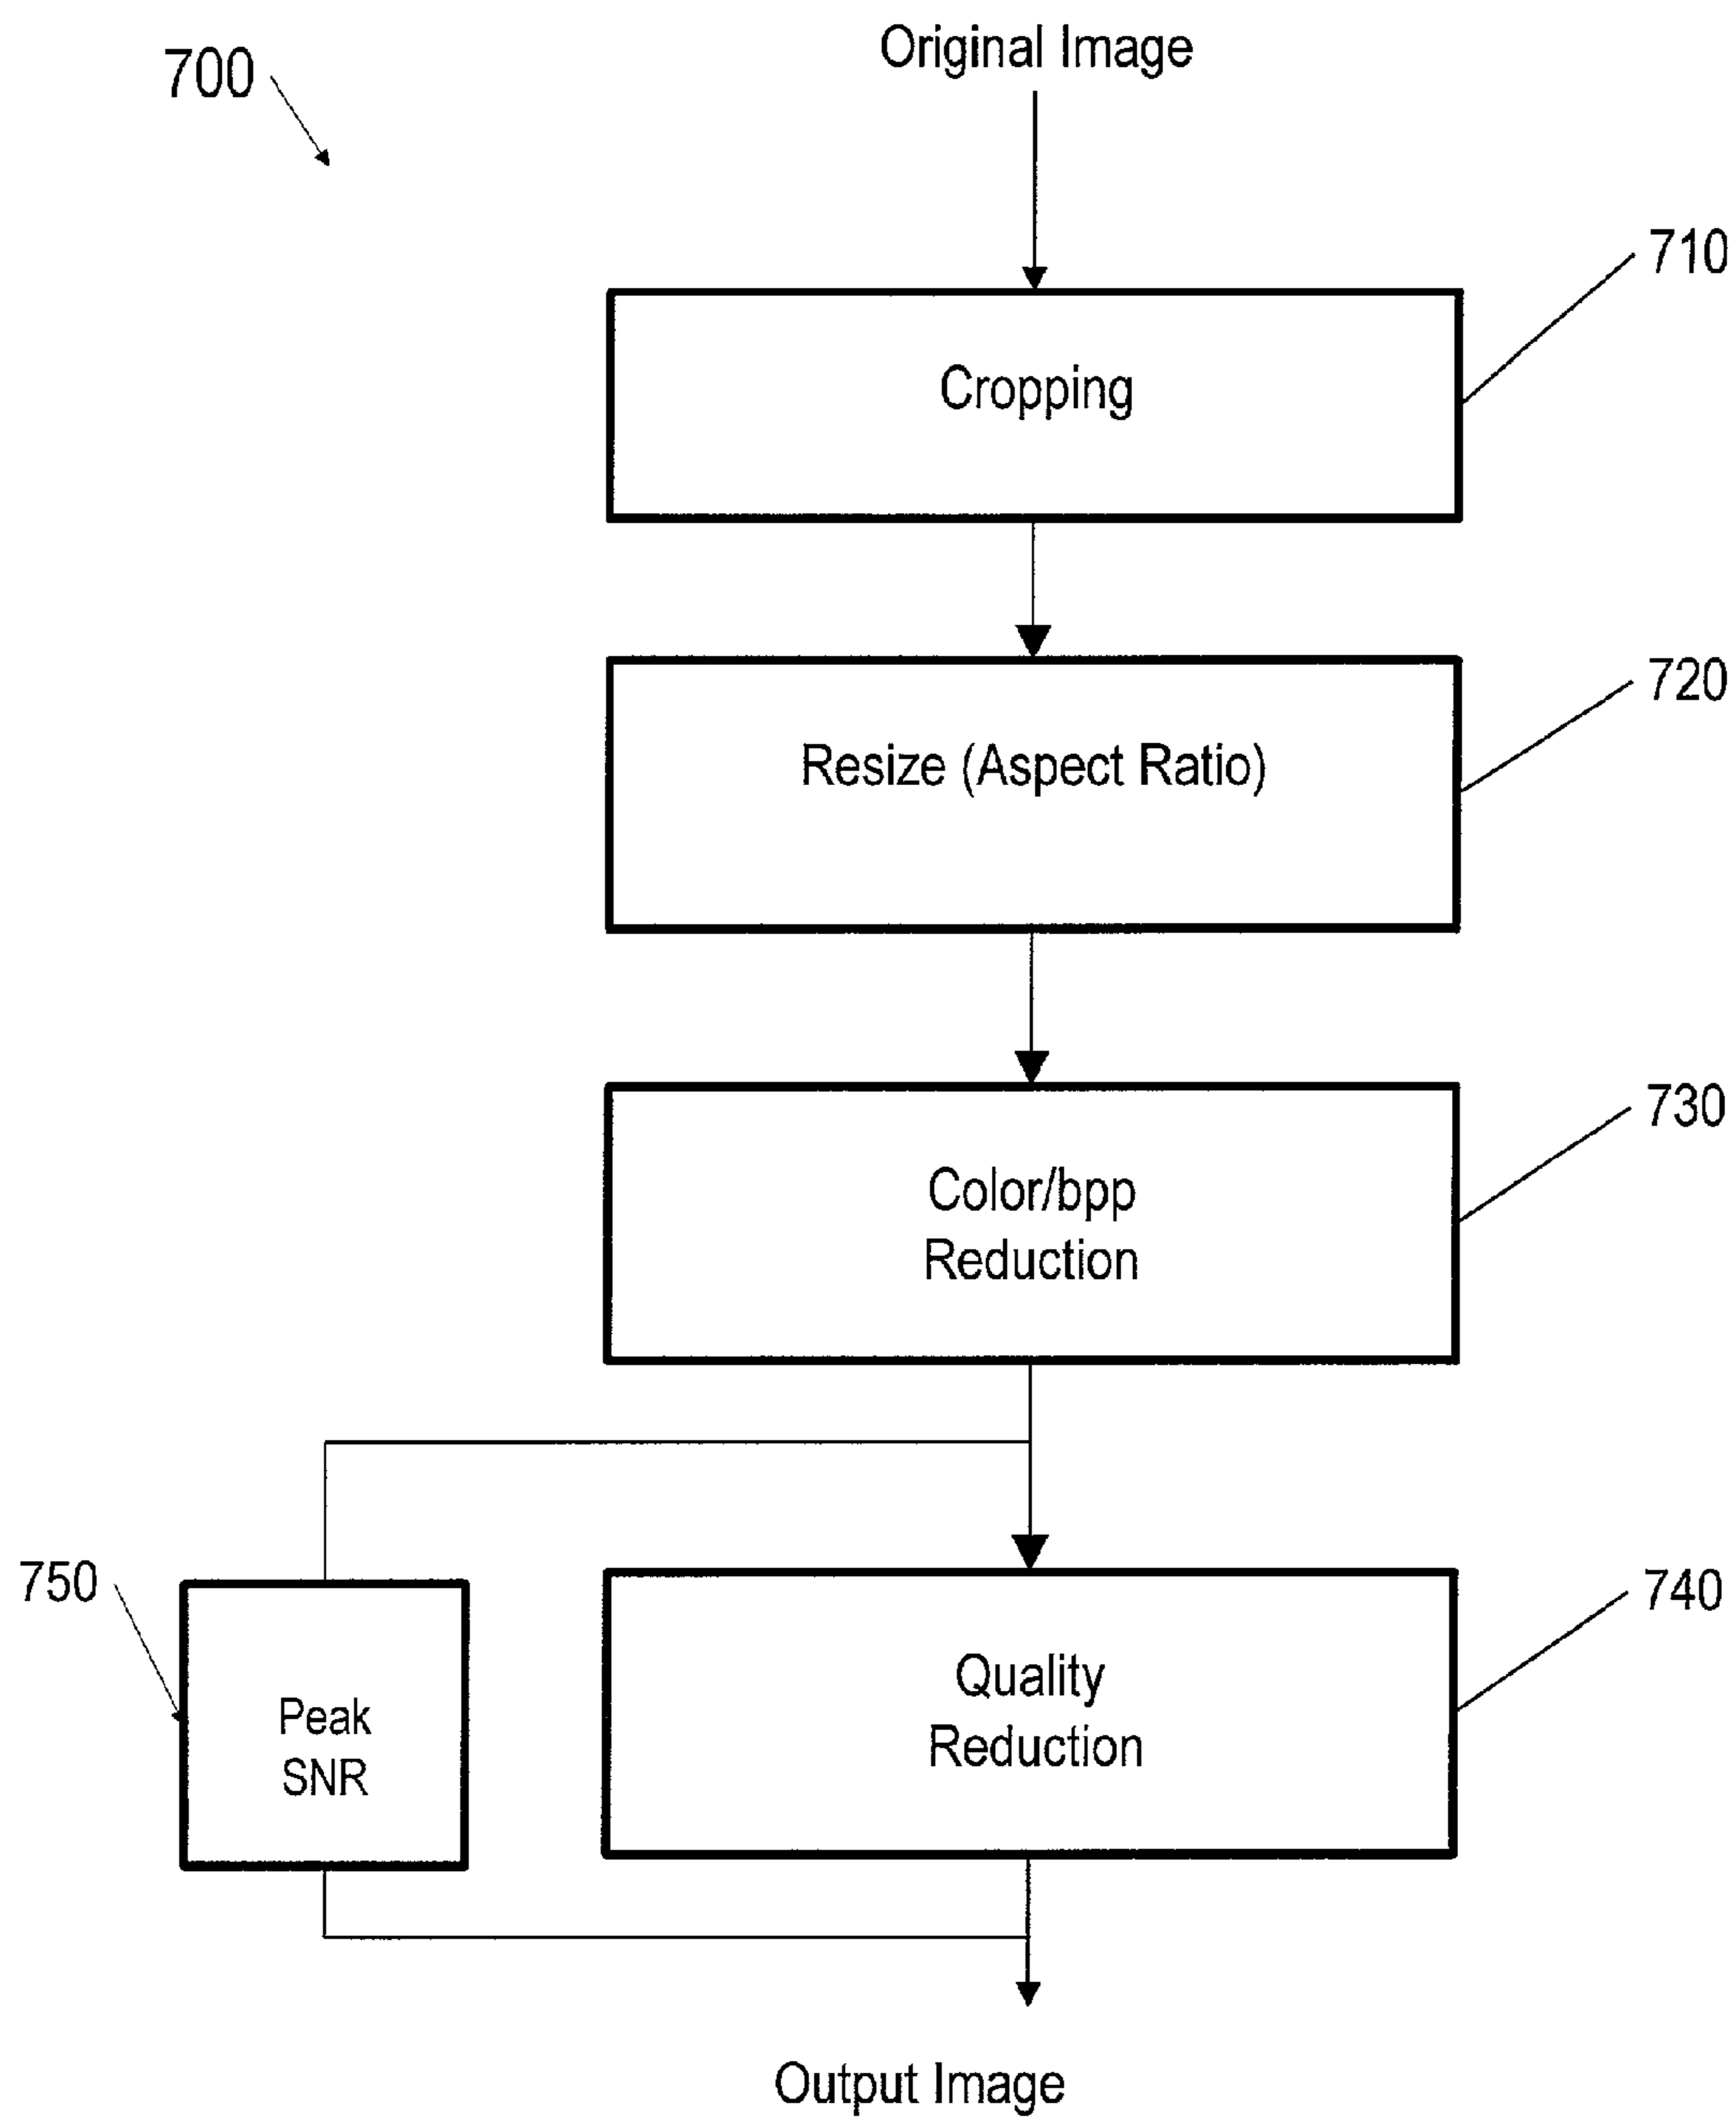 700
Original Image
710
Cropping
720
Resize (Aspect Ratio)
730
Color/bpp
Reduction
750
740
Quality
Reduction
Peak
SNR
Output Image